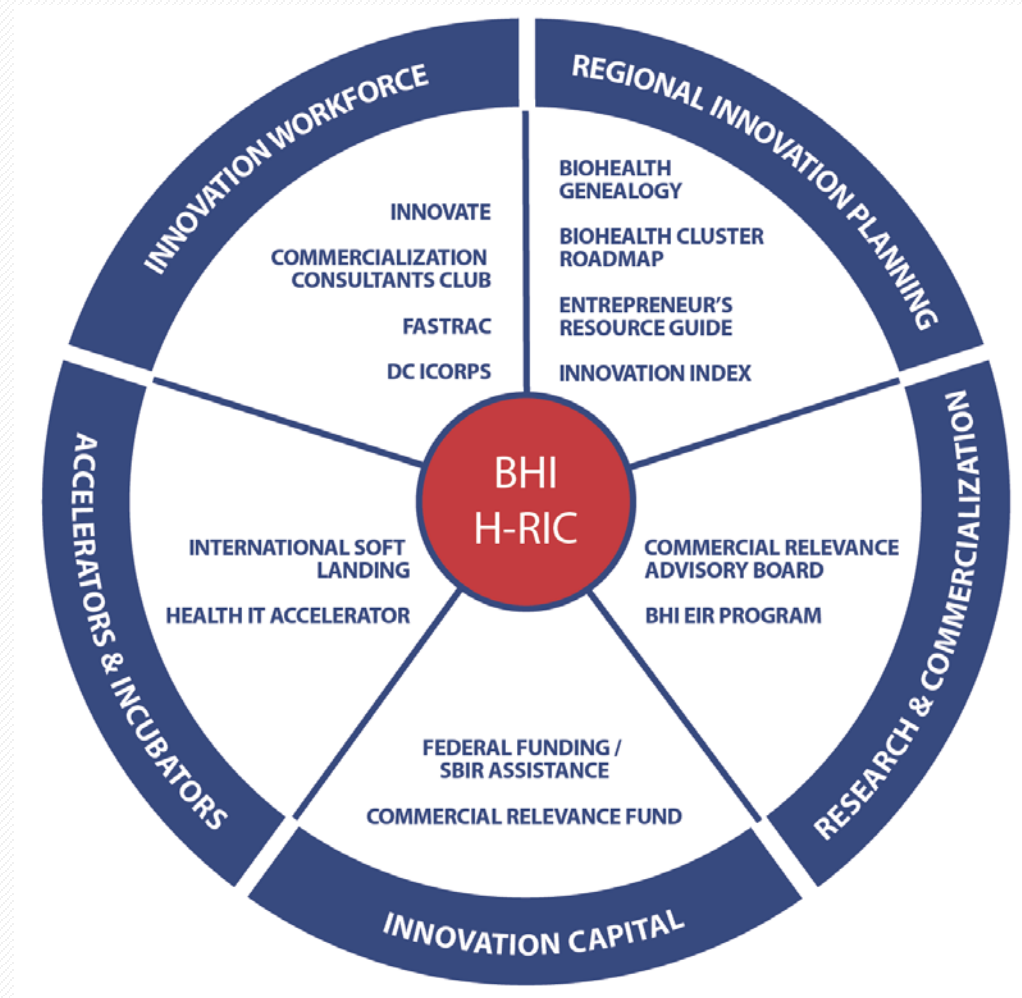 INNOVATION WORKFORCE
INNOVATE
COMMERCIALIZATION
CONSULTANTS CLUB
FASTRAC
DC ICORPS
REGIONAL INNOVATION PLANNING
BIOHEALTH
GENEALOGY
BIOHEALTH CLUSTER
ROADMAP
ENTREPRENEUR’S
RESOURCE GUIDE
INNOVATION INDEX
BHI
H-RIC
ACCELERATORS & INCUBATORS
INTERNATIONAL SOFT
LANDING
HEALTH IT ACCELERATOR
RESEARCH & COMMERCIALIZATION
COMMERCIAL RELEVANCE
ADVISORY BOARD
BHI EIR PROGRAM
FEDERAL FUNDING /
SBIR ASSISTANCE
COMMERCIAL RELEVANCE FUND
INNOVATION CAPITAL